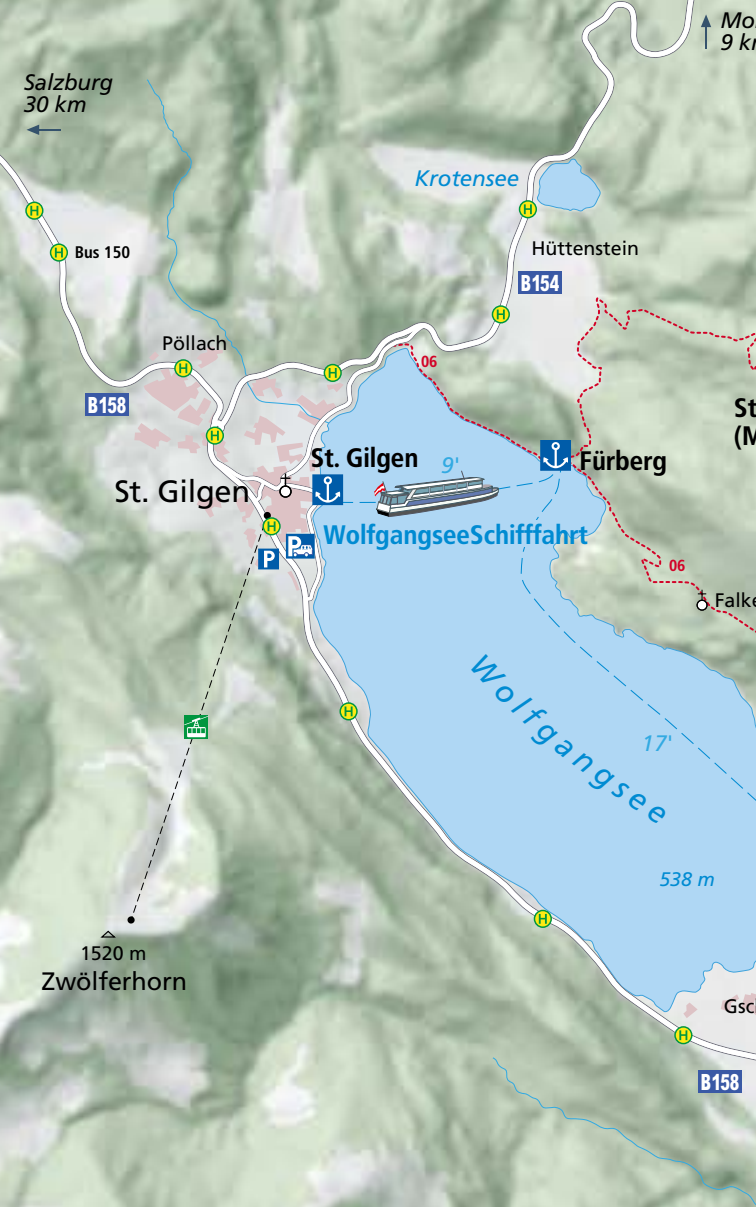 Salzburg
30 km
9 km
Krotensee
H
H
H
Bus 150
Hüttenstein
B154
H
Pöllach
H
H
06
B158
H
St. Gilgen
9'
Fürberg
St. Gilgen
H
WolfgangseeSchifffahrt
P
P
06
Wolfgangsee
H
17'
538 m
1520 m
Zwölferhorn
H
H
B158